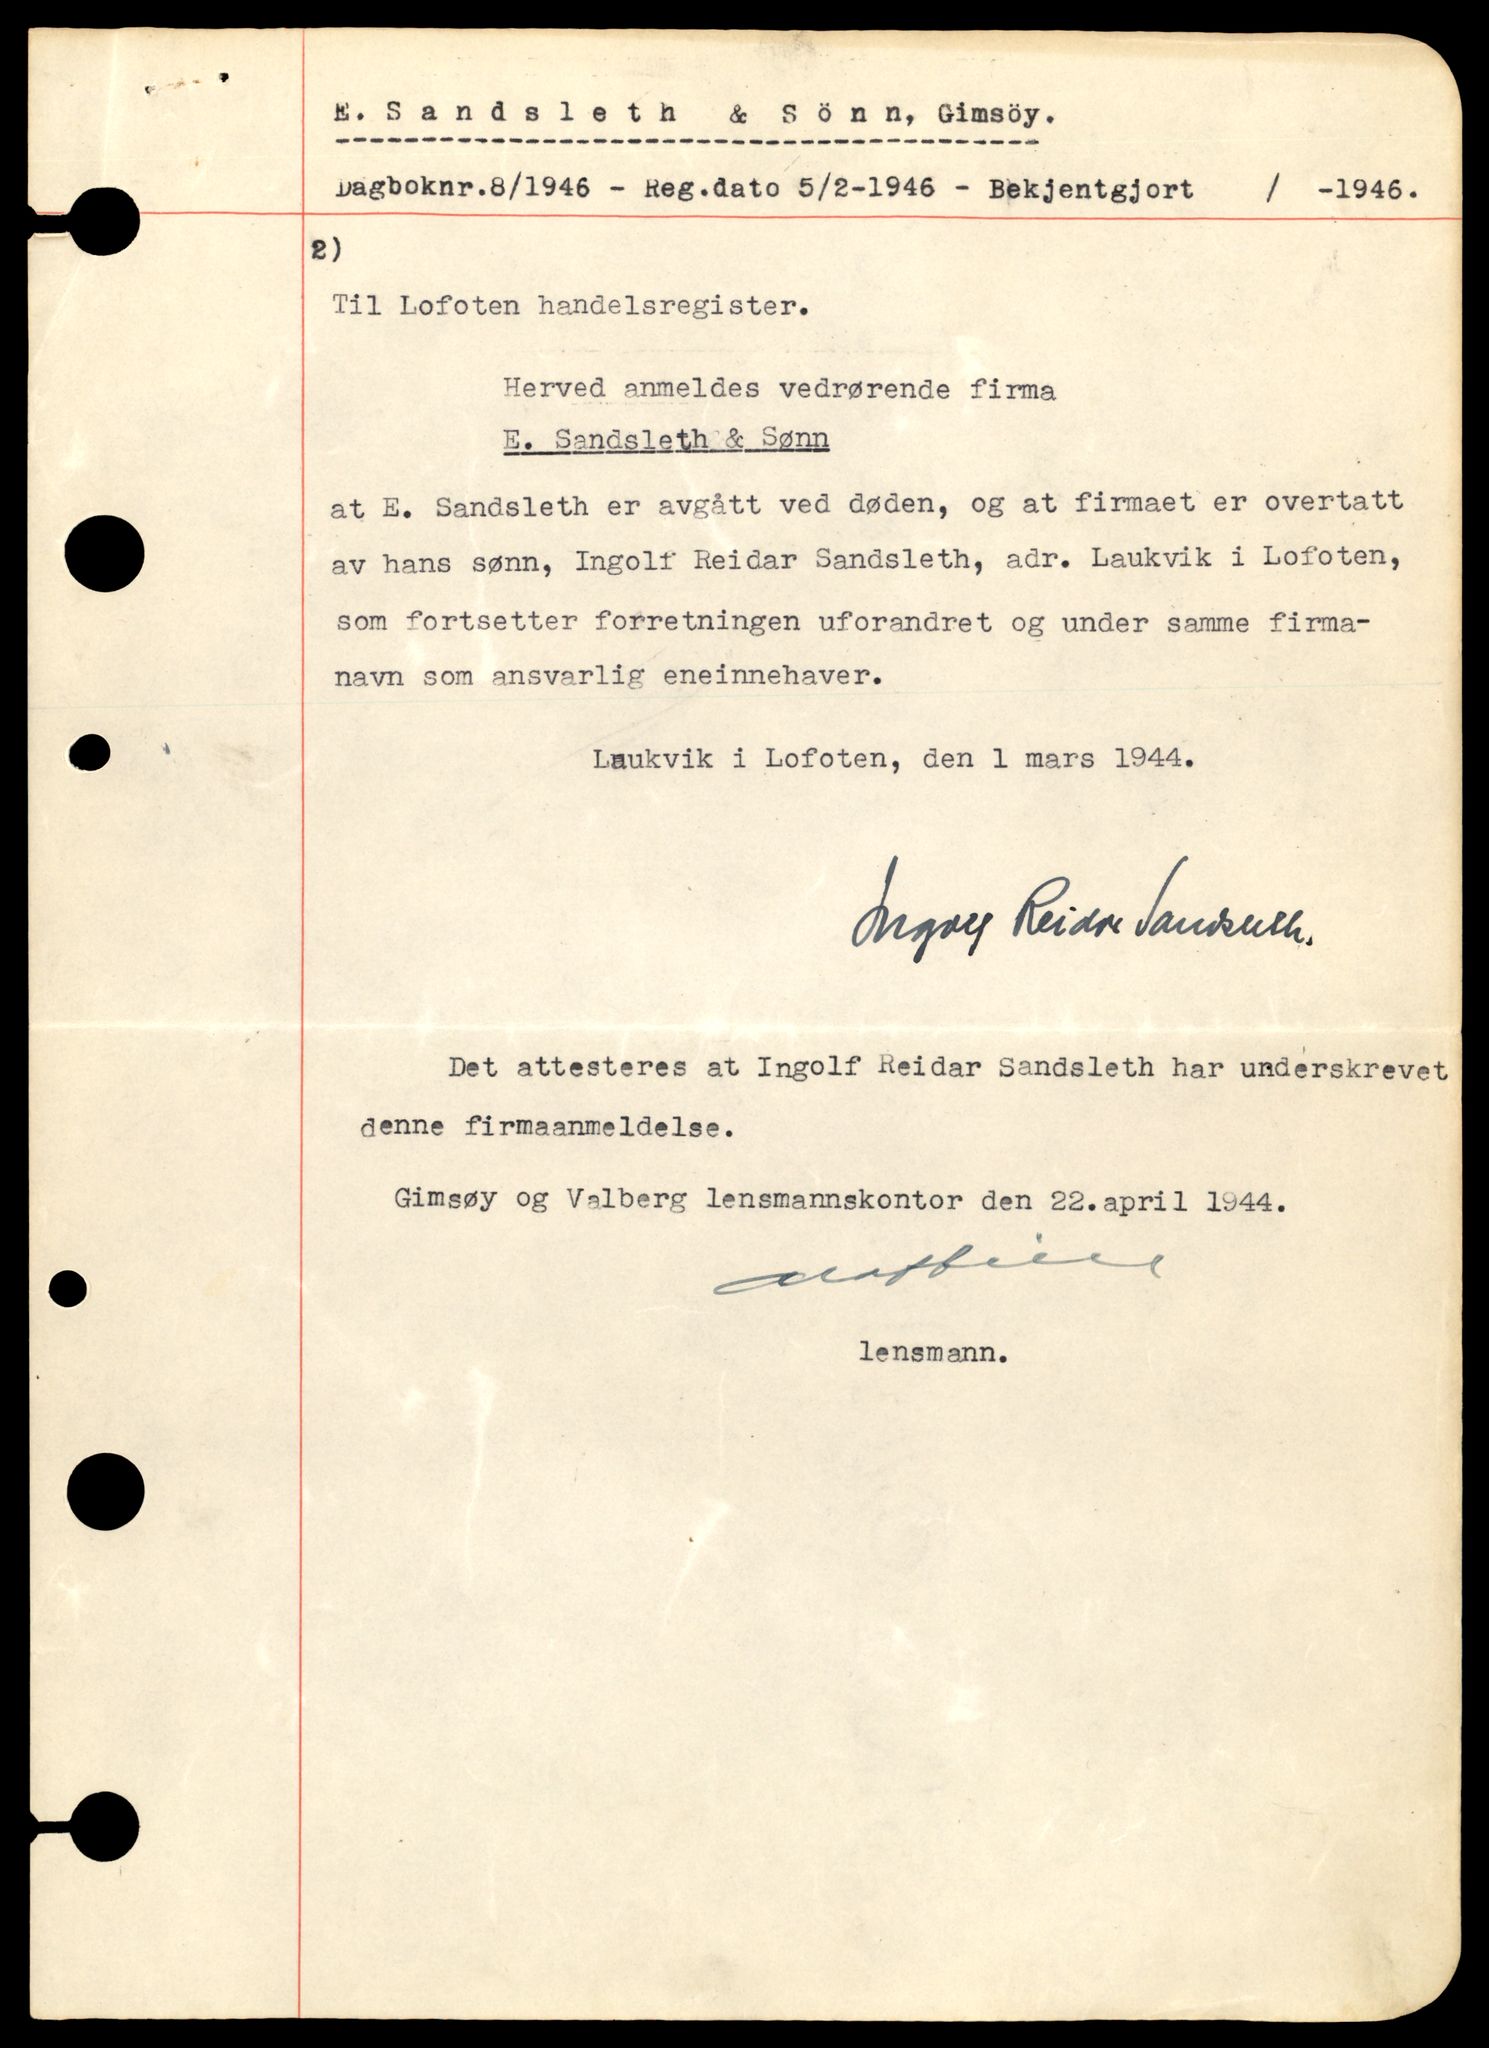 E. Sandsleth & Sönn, Gimsöy.
Dagboknr.8/1946 - Reg.dato 5/2-1946 - Bekjentgjort / -1946.
2)
Til Lofoten handelsregister.
Herved anmeldes vedrørende firma
E. Sandsleth & Sønn
at E. Sandsleth er avgått ved døden, og at firmaet er overtatt
av hans sønn, Ingolf Reidar Sandsleth, adr. Laukvik i Lofoten,
som fortsetter forretningen uforandret og under samme firma-
navn som ansvarlig eneinnehaver.
Laukvik i Lofoten, den 1 mars 1944.
Ingolf Reidar Sandsleth.
Det attesteres at Ingolf Reidar Sandsleth har underskrevet
denne firmaanmeldelse.
Gimsøy og Valberg lensmannskontor den 22.april 1944.
lensmann.